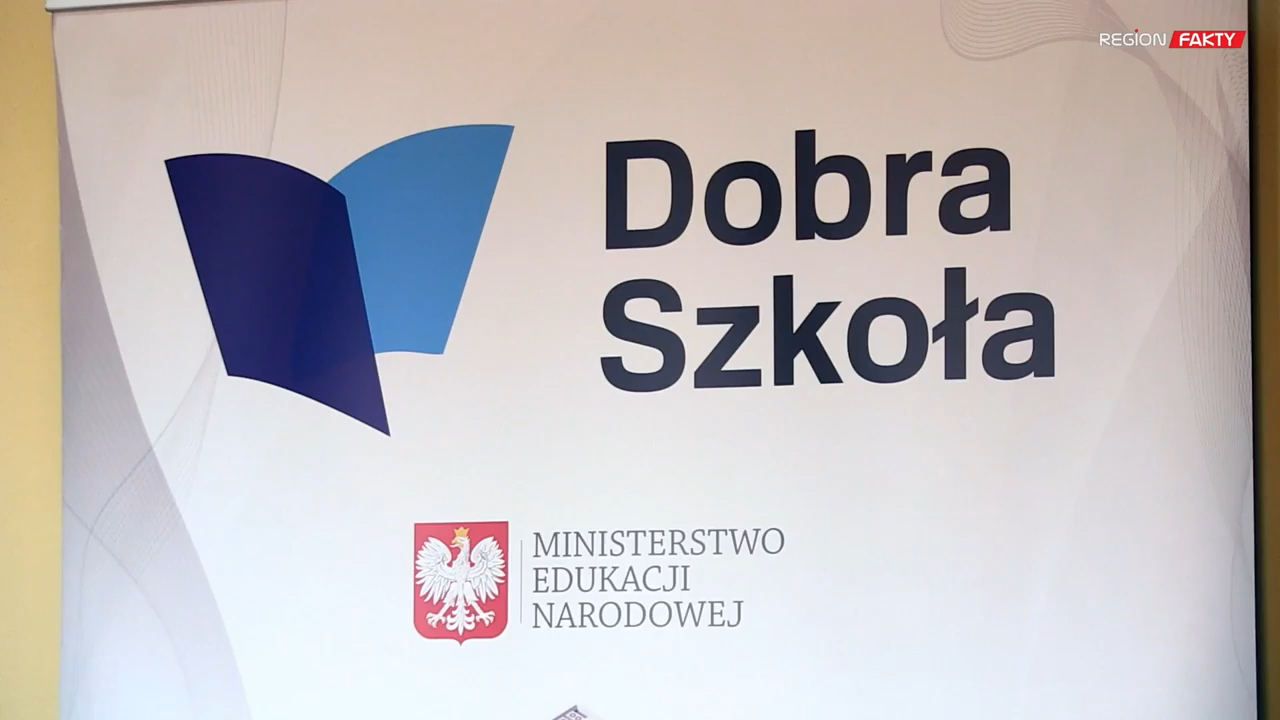 REGION FAKTY
Dobra
Szkoła
MINISTERSTWO
EDUKACJI
NARODOWEJ